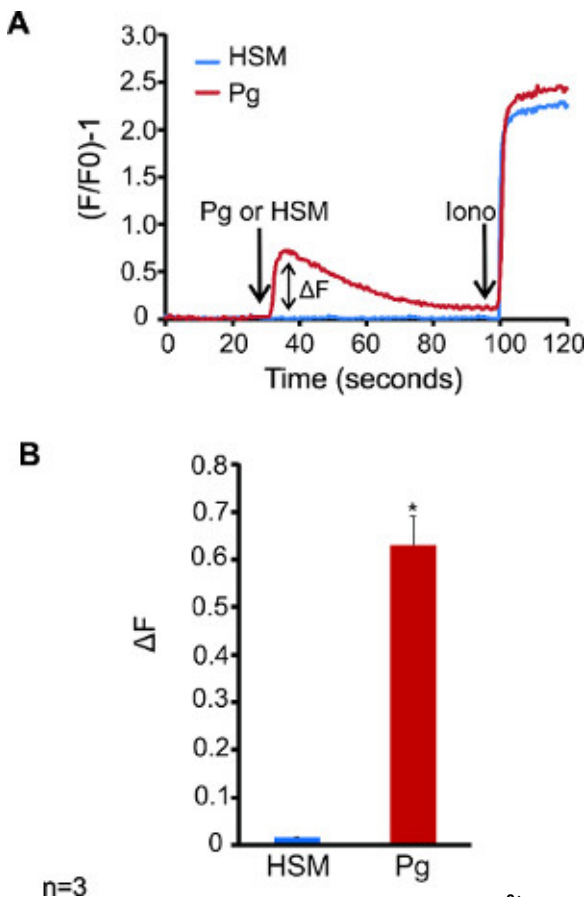 A
(F/F0)-1
3.0
2.5
2.0
1.5
1.0
0.5
0
HSM
Pg
Pg or HSM
Iono
ΔF
0 20 40 60 80 100 120
Time (seconds)
B
ΔF
0.8
0.7
0.6
0.5
0.4
0.3
0.2
0.1
0
*
HSM Pg
n=3